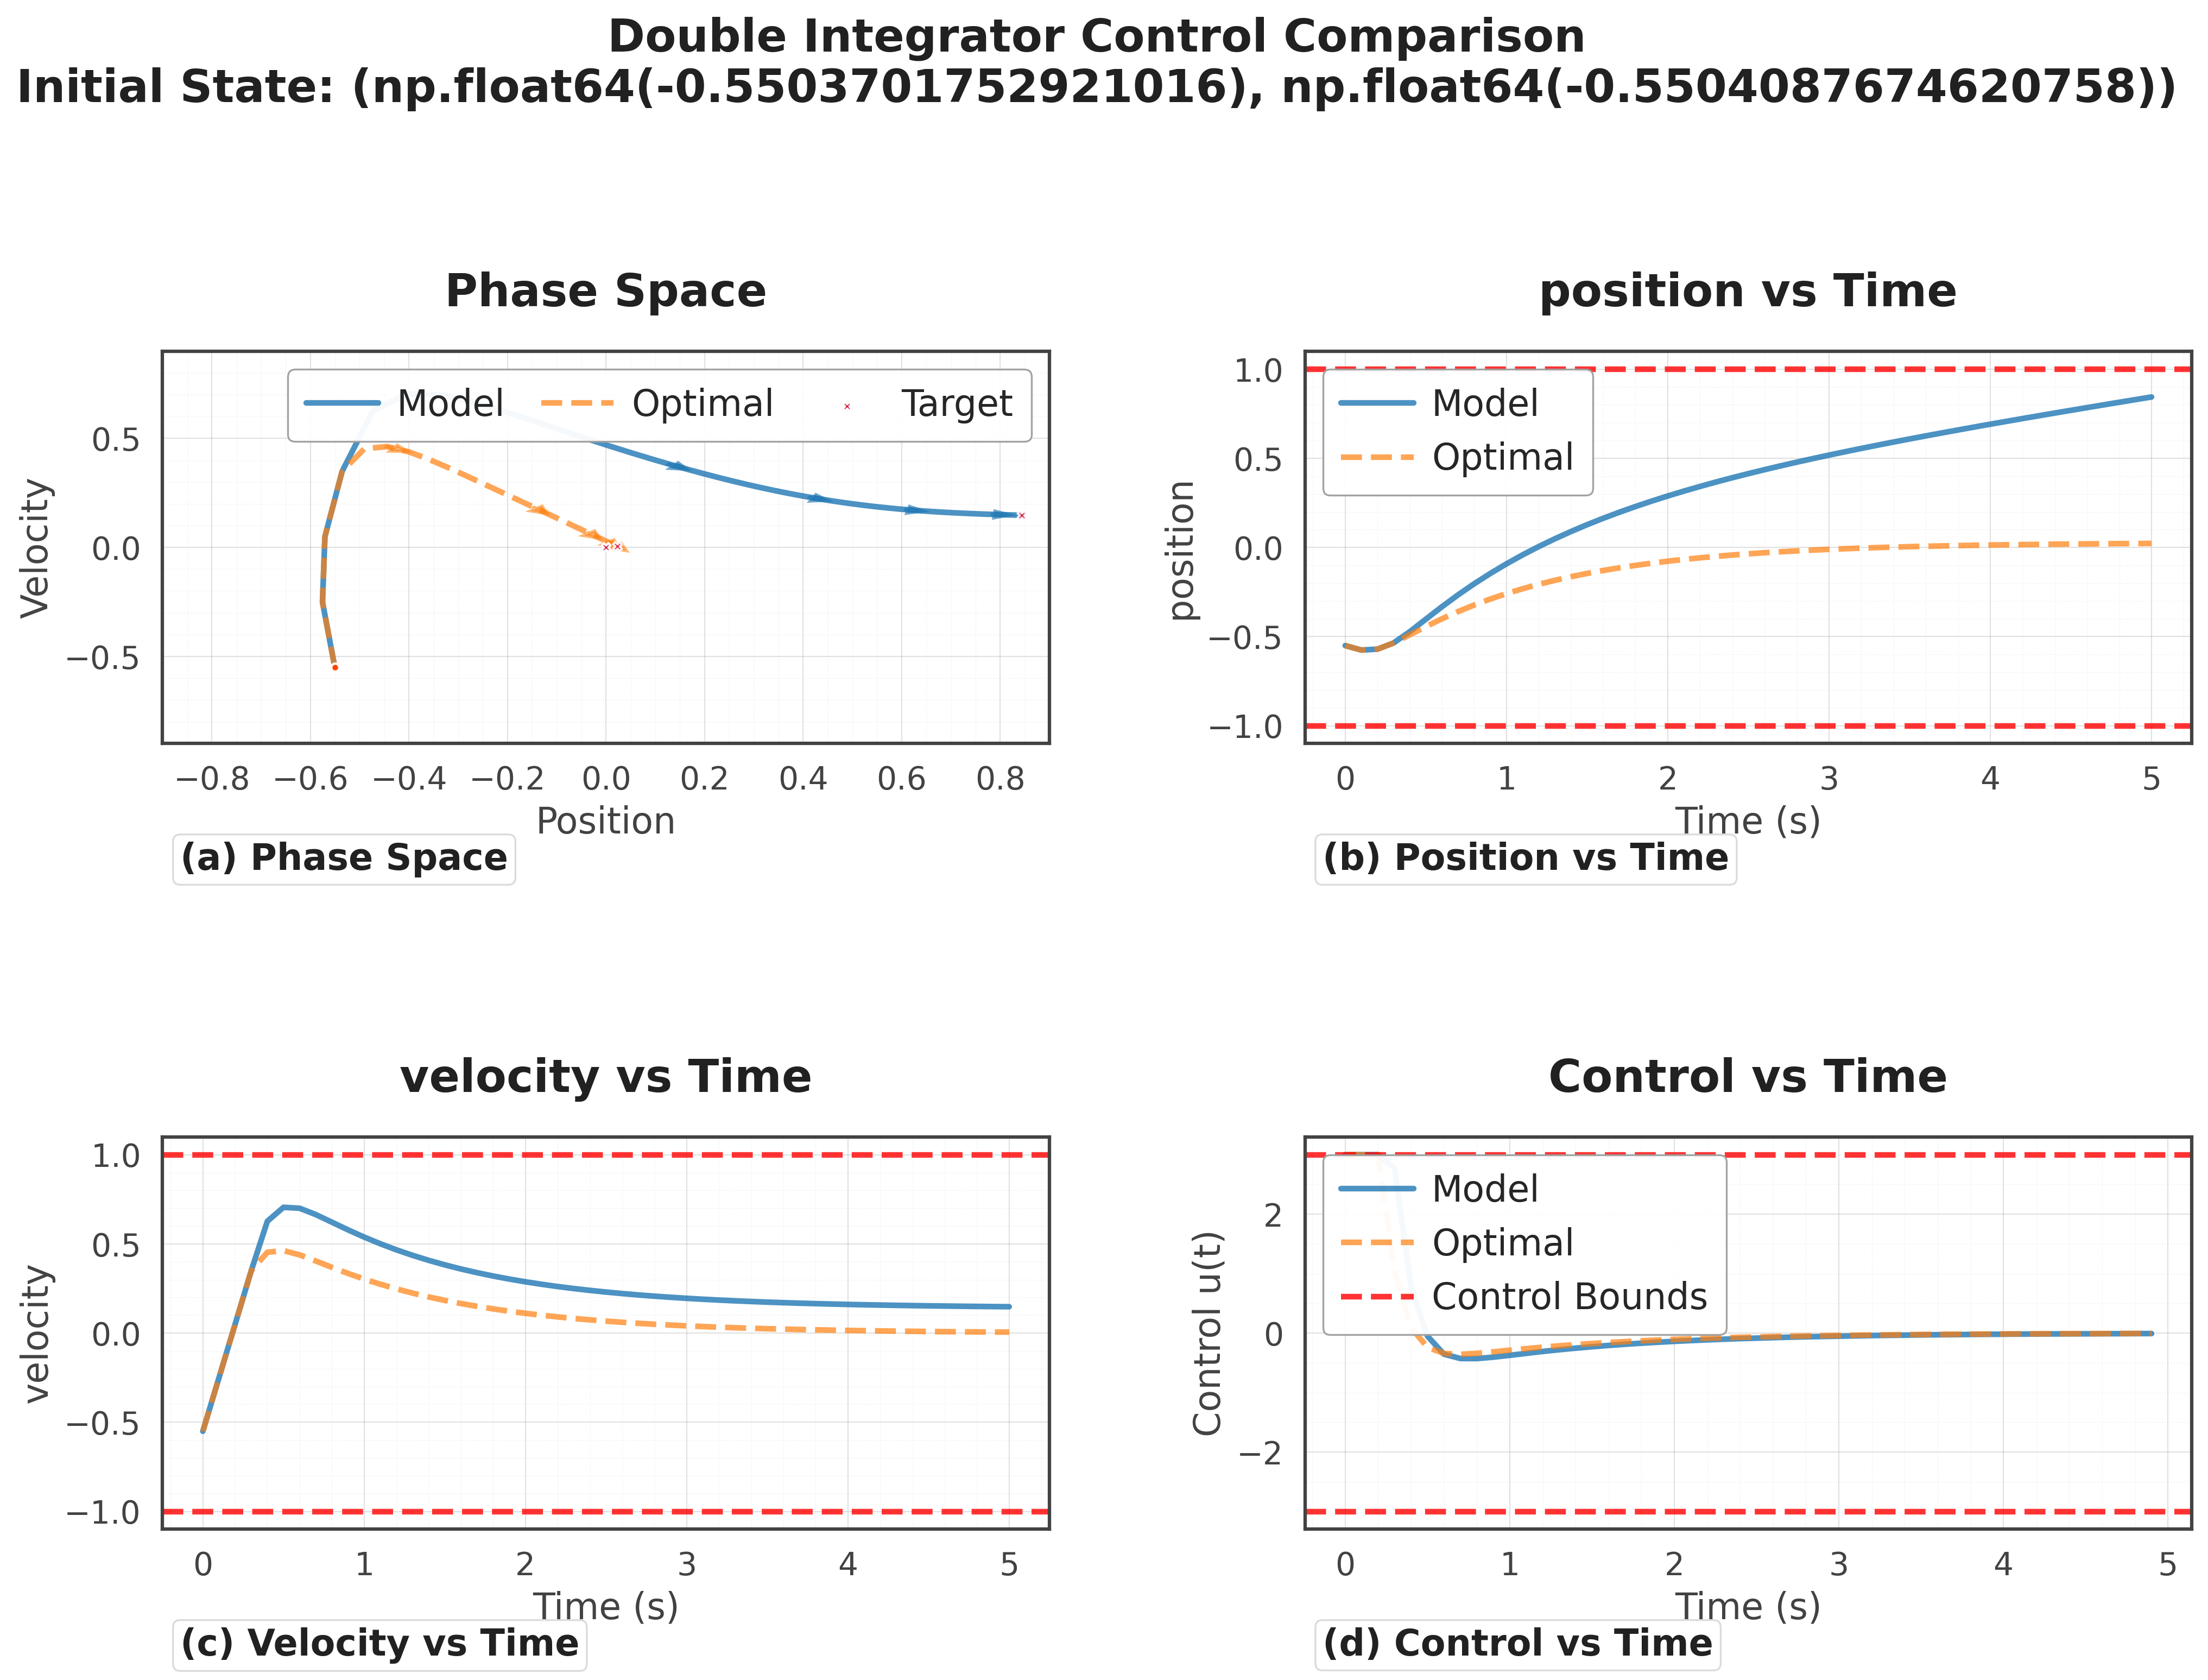 Double Integrator Control Comparison
Initial State: (np.float64(-0.5503701752921016), np.float64(-0.5504087674620758))
Phase Space
Model
Optimal
Target
0.5
0.0
−0.5
Velocity
−0.8
−0.6
−0.4
−0.2
0.0
0.2
0.4
0.6
0.8
Position
(a) Phase Space
position vs Time
Model
Optimal
1.0
0.5
0.0
−0.5
−1.0
position
0
1
2
3
4
5
Time (s)
(b) Position vs Time
velocity vs Time
1.0
0.5
0.0
−0.5
−1.0
velocity
0
1
2
3
4
5
Time (s)
(c) Velocity vs Time
Control vs Time
Model
Optimal
Control Bounds
2
0
−2
Control u(t)
0
1
2
3
4
5
Time (s)
(d) Control vs Time